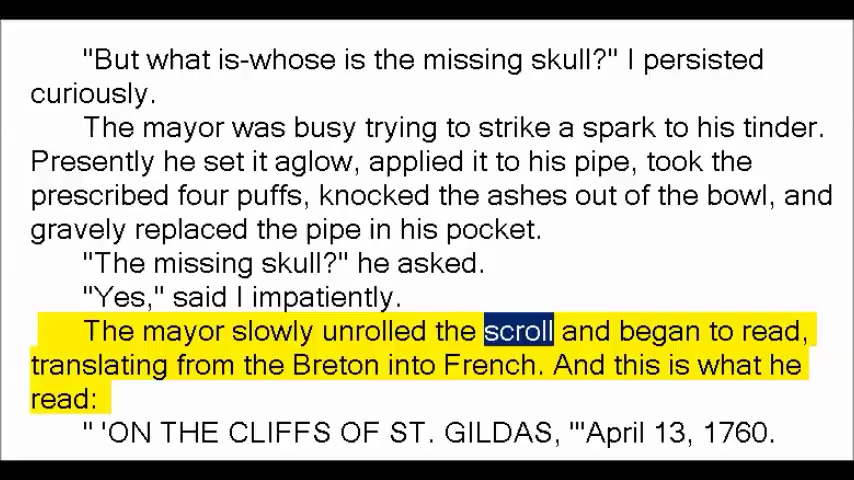 "But what is-whose is the missing skull?" I persisted
curiously.
The mayor was busy trying to strike a spark to his tinder.
Presently he set it aglow, applied it to his pipe, took the
prescribed four puffs, knocked the ashes out of the bowl, and
gravely replaced the pipe in his pocket.
"The missing skull?" he asked.
"Yes," said I impatiently.
The mayor slowly unrolled the scroll and began to read,
translating from the Breton into French. And this is what he
read:
" 'ON THE CLIFFS OF ST. GILDAS, '"April 13, 1760.